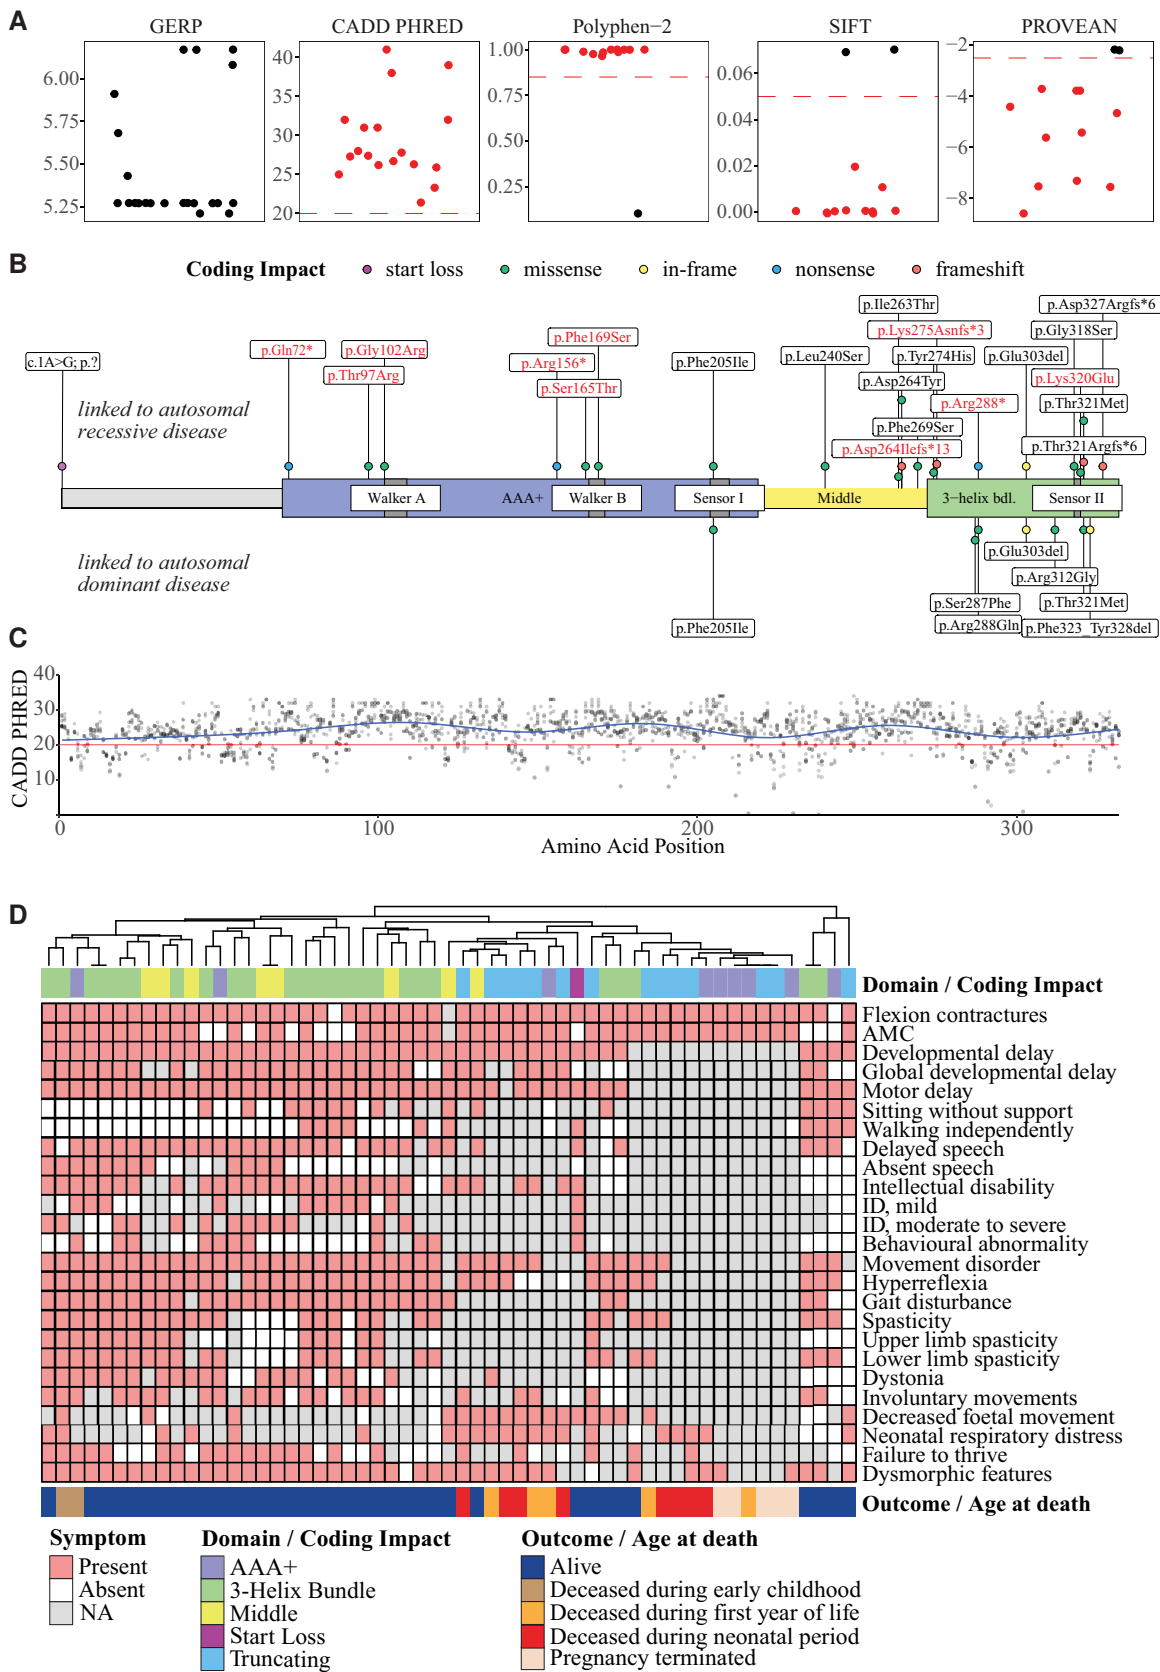 A
GERP
CADD PHRED
Polyphen−2
SIFT
PROVEAN
6.00
5.75
5.50
5.25
40
35
30
25
20
1.00
0.75
0.50
0.25
0.06
0.04
0.02
0.00
−2
−4
−6
−8
B
Coding Impact
start loss
missense
in−frame
nonsense
frameshift
p.Ile263Thr
p.Asp327Argfs*6
p.Lys275Asnfs*3
p.Gly318Ser
p.Phe169Ser
p.Gln72*
p.Gly102Arg
c.1A>G; p.?
p.Arg156*
p.Phe205Ile
p.Leu240Ser
p.Tyr274His
p.Glu303del
p.Thr97Arg
p.Asp264Tyr
p.Lys320Glu
p.Ser165Thr
p.Arg288*
p.Thr321Met
p.Phe269Ser
p.Asp264Ilefs*13
p.Thr321Argfs*6
linked to autosomal
recessive disease
Walker A
AAA+
Walker B
Sensor I
Middle
3−helix bdl.
Sensor II
linked to autosomal
dominant disease
p.Glu303del
p.Arg312Gly
p.Ser287Phe
p.Thr321Met
p.Arg288Gln
p.Phe323_Tyr328del
p.Phe205Ile
C
CADD PHRED
40
30
20
10
0
100
200
300
Amino Acid Position
D
Domain / Coding Impact
Flexion contractures
AMC
Developmental delay
Global developmental delay
Motor delay
Sitting without support
Walking independently
Delayed speech
Absent speech
Intellectual disability
ID, mild
ID, moderate to severe
Behavioural abnormality
Movement disorder
Hyperreflexia
Gait disturbance
Spasticity
Upper limb spasticity
Lower limb spasticity
Dystonia
Involuntary movements
Decreased foetal movement
Neonatal respiratory distress
Failure to thrive
Dysmorphic features
Outcome / Age at death
Symptom
Present
Absent
NA
Domain / Coding Impact
AAA+
3-Helix Bundle
Middle
Start Loss
Truncating
Outcome / Age at death
Alive
Deceased during early childhood
Deceased during first year of life
Deceased during neonatal period
Pregnancy terminated